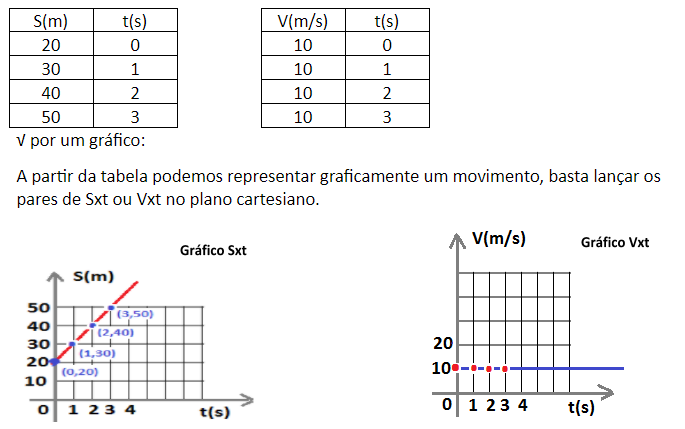 S(m) t(s) V(m/s) t(s)
20 0 10 0
30 1 10 1
40 2 10 2
50 3 10 3
√ por um gráfico:
A partir da tabela podemos representar graficamente um movimento, basta lançar os
pares de Sxt ou Vxt no plano cartesiano.
Gráfico Sxt
S(m)
50
(3,50)
40
(2,40)
30
(1,30)
20
(0,20)
10
0 1 2 3 4 t(s)
V(m/s) Gráfico Vxt
20
10
0 1 2 3 4 t(s)